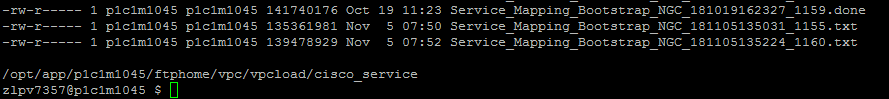 -rw-r----- 1 p1c1m1045 p1c1m1045 141740176 Oct 19 11:23 Service_Mapping_Bootstrap_NGC_181019162327_1159.done
-rw-r----- 1 p1c1m1045 p1c1m1045 135361981 Nov  5 07:50 Service_Mapping_Bootstrap_NGC_181105135031_1155.txt
-rw-r----- 1 p1c1m1045 p1c1m1045 139478929 Nov  5 07:52 Service_Mapping_Bootstrap_NGC_181105135224_1160.txt
/opt/app/p1c1m1045/ftphome/vpc/vpcload/cisco_service
zlpv7357@p1c1m1045 $